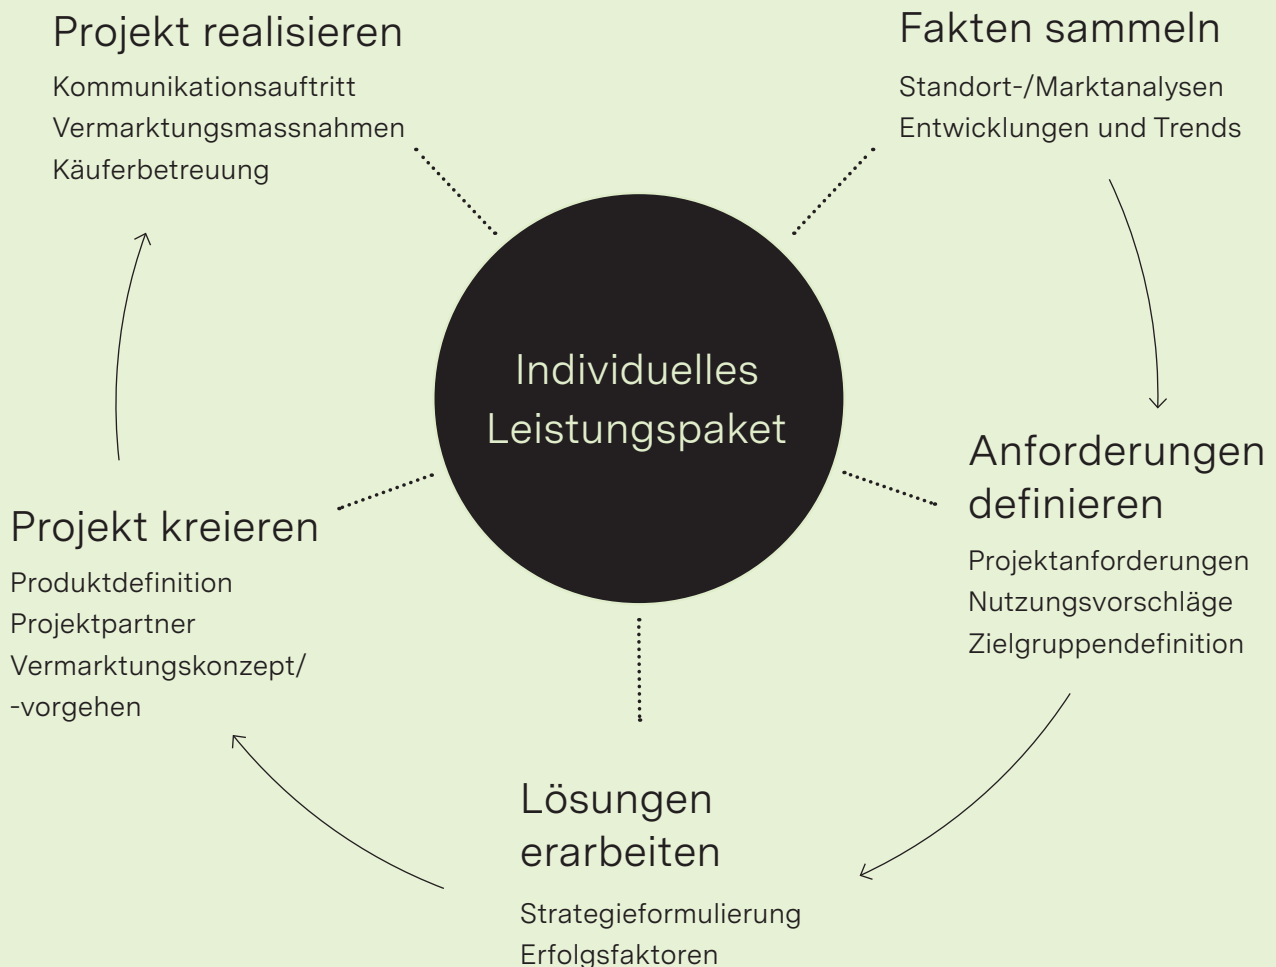 Projekt realisieren
Kommunikationsauftritt
Vermarktungsmassnahmen
Käuferbetreuung
Fakten sammeln
Standort-/Marktanalysen
Entwicklungen und Trends
Individuelles
Leistungspaket
Anforderungen
definieren
Projektanforderungen
Nutzungsvorschläge
Zielgruppendefinition
Projekt kreieren
Produktdefinition
Projektpartner
Vermarktungskonzept/
-vorgehen
Lösungen
erarbeiten
Strategieformulierung
Erfolgsfaktoren